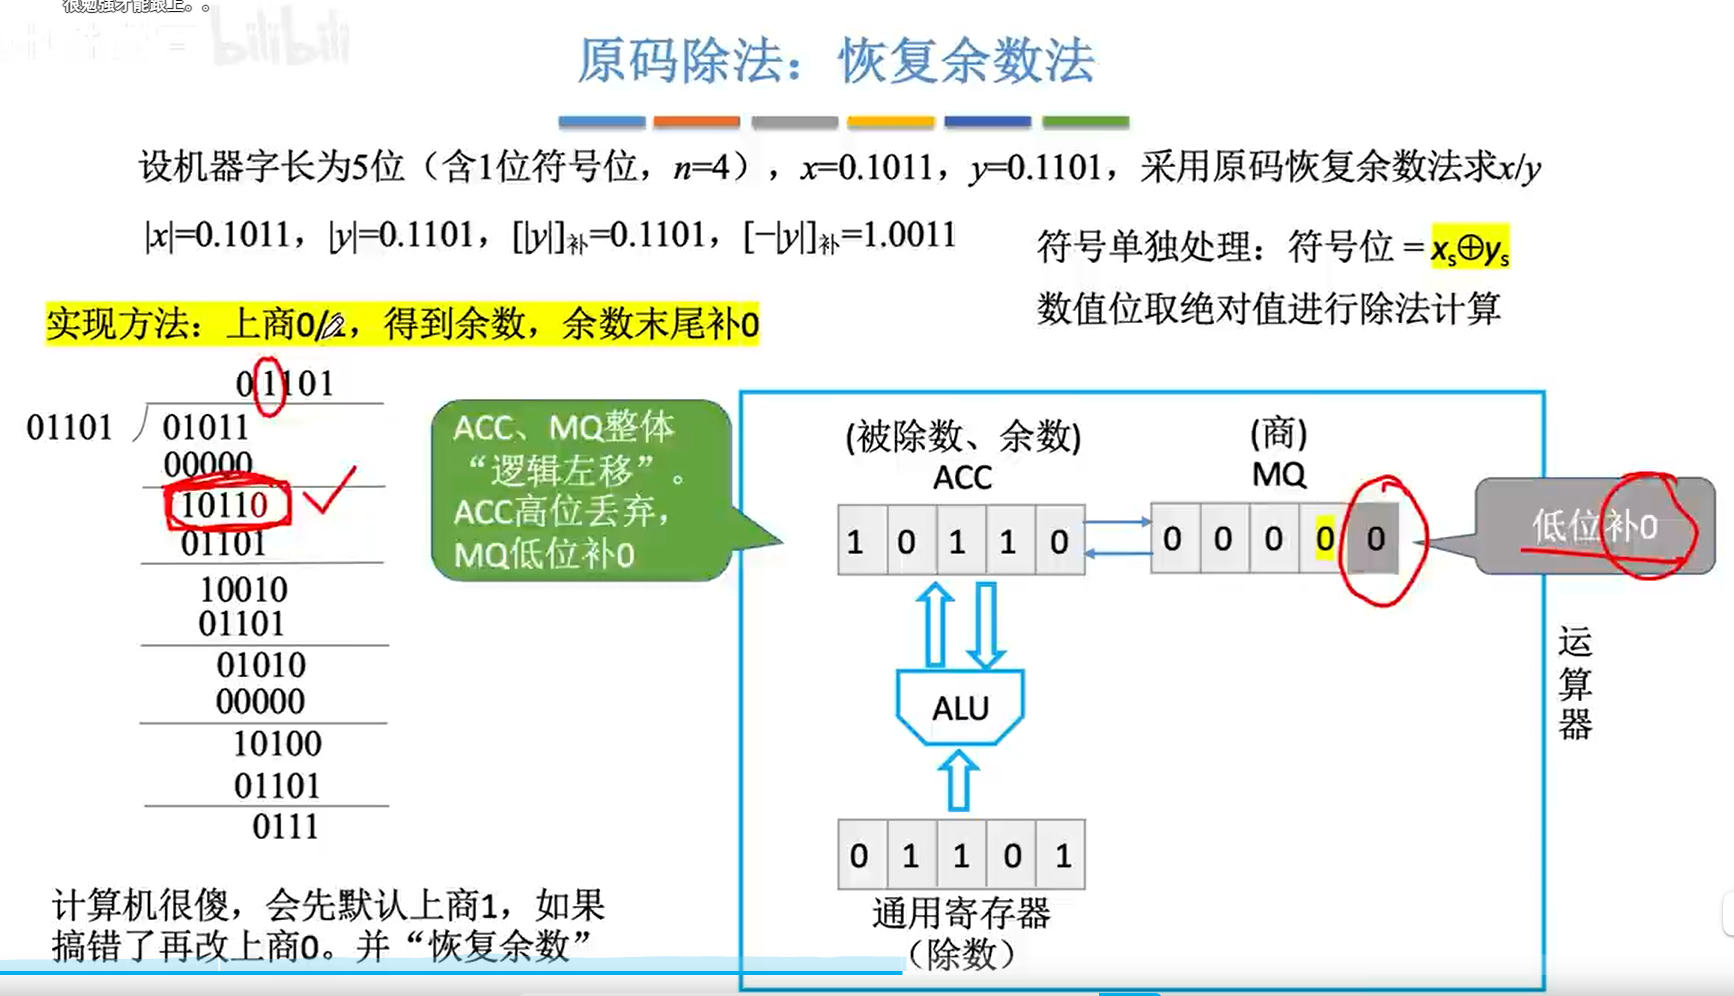 很勉强才能跟上。。
bilibili
原码除法：恢复余数法
设机器字长为5位（含1位符号位，n=4），x=0.1011，y=0.1101，采用原码恢复余数法求x/y
|x|=0.1011，|y|=0.1101，[|y|]补=0.1101，[−|y|]补=1.0011
符号单独处理：符号位 = xs⊕ys
数值位取绝对值进行除法计算
实现方法：上商0/1，得到余数，余数末尾补0
01101
01101
01011
00000
10110
01101
10010
01101
01010
00000
10100
01101
0111
ACC、MQ整体
“逻辑左移”。
ACC高位丢弃，
MQ低位补0
(被除数、余数)
ACC
(商)
MQ
1 0 1 1 0
0 0 0 0 0
低位补0
ALU
0 1 1 0 1
通用寄存器
（除数）
运算器
计算机很傻，会先默认上商1，如果
搞错了再改上商0。并“恢复余数”